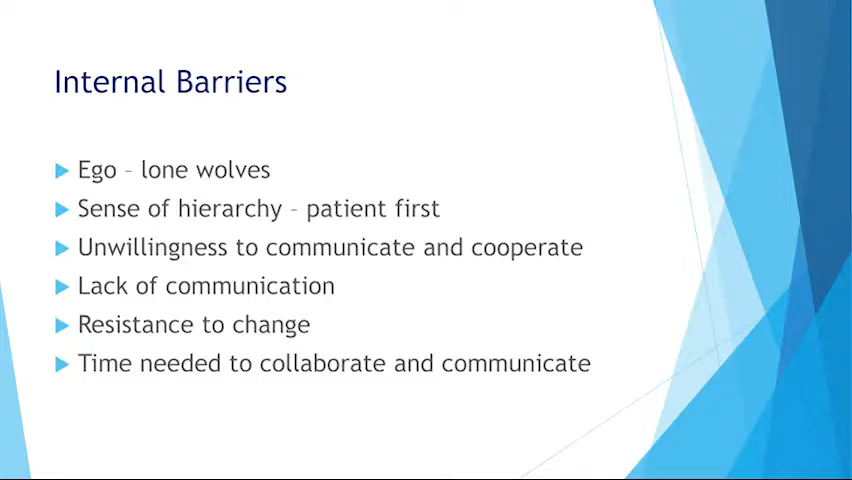 Internal Barriers
Ego – lone wolves
Sense of hierarchy – patient first
Unwillingness to communicate and cooperate
Lack of communication
Resistance to change
Time needed to collaborate and communicate